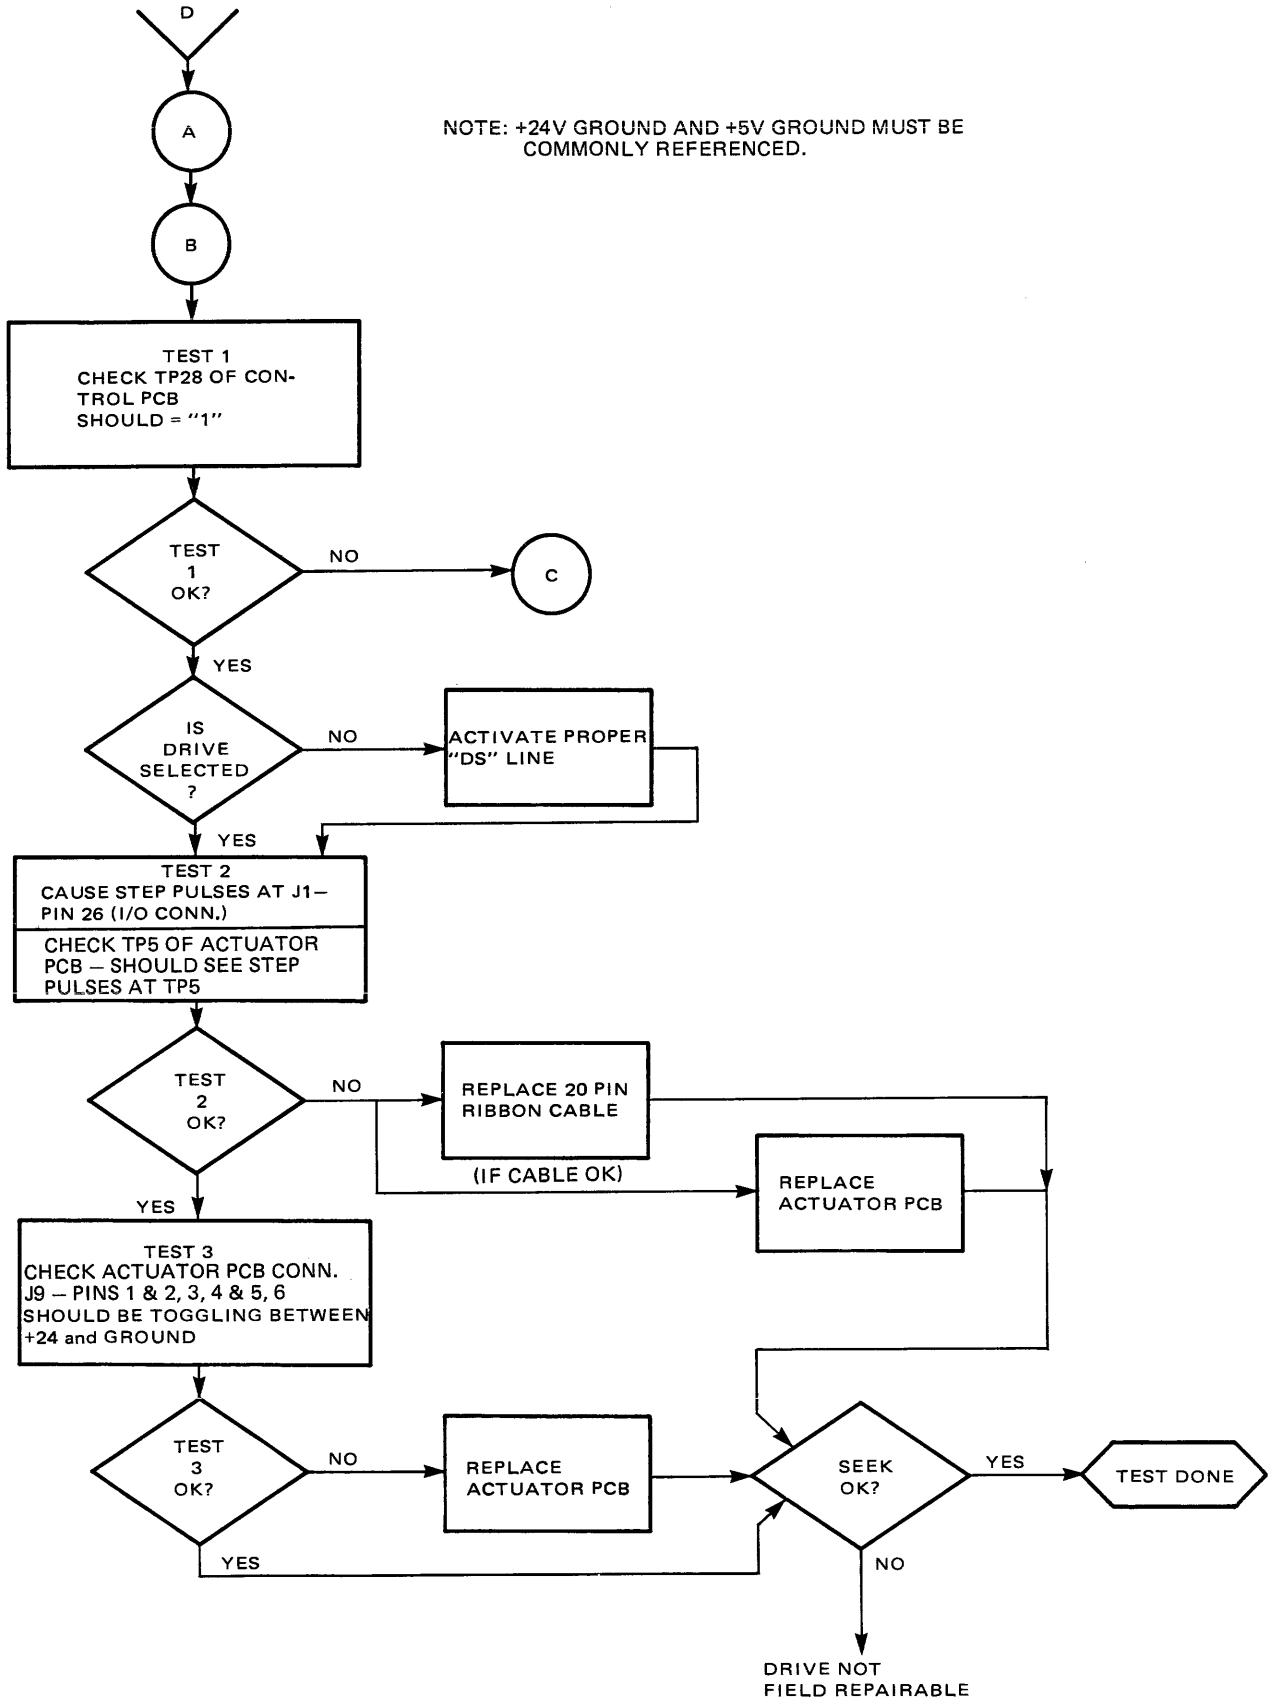 D
A
NOTE: +24V GROUND AND +5V GROUND MUST BE
COMMONLY REFERENCED.
B
TEST 1
CHECK TP28 OF CON-
TROL PCB
SHOULD = "1"
TEST
1
OK?
NO
C
YES
IS
DRIVE
SELECTED
?
NO
ACTIVATE PROPER
"DS" LINE
YES
TEST 2
CAUSE STEP PULSES AT J1–
PIN 26 (I/O CONN.)
CHECK TP5 OF ACTUATOR
PCB – SHOULD SEE STEP
PULSES AT TP5
TEST
2
OK?
NO
REPLACE 20 PIN
RIBBON CABLE
(IF CABLE OK)
REPLACE
ACTUATOR PCB
YES
TEST 3
CHECK ACTUATOR PCB CONN.
J9 – PINS 1 & 2, 3, 4 & 5, 6
SHOULD BE TOGGLING BETWEEN
+24 and GROUND
TEST
3
OK?
NO
REPLACE
ACTUATOR PCB
YES
SEEK
OK?
YES
TEST DONE
NO
DRIVE NOT
FIELD REPAIRABLE